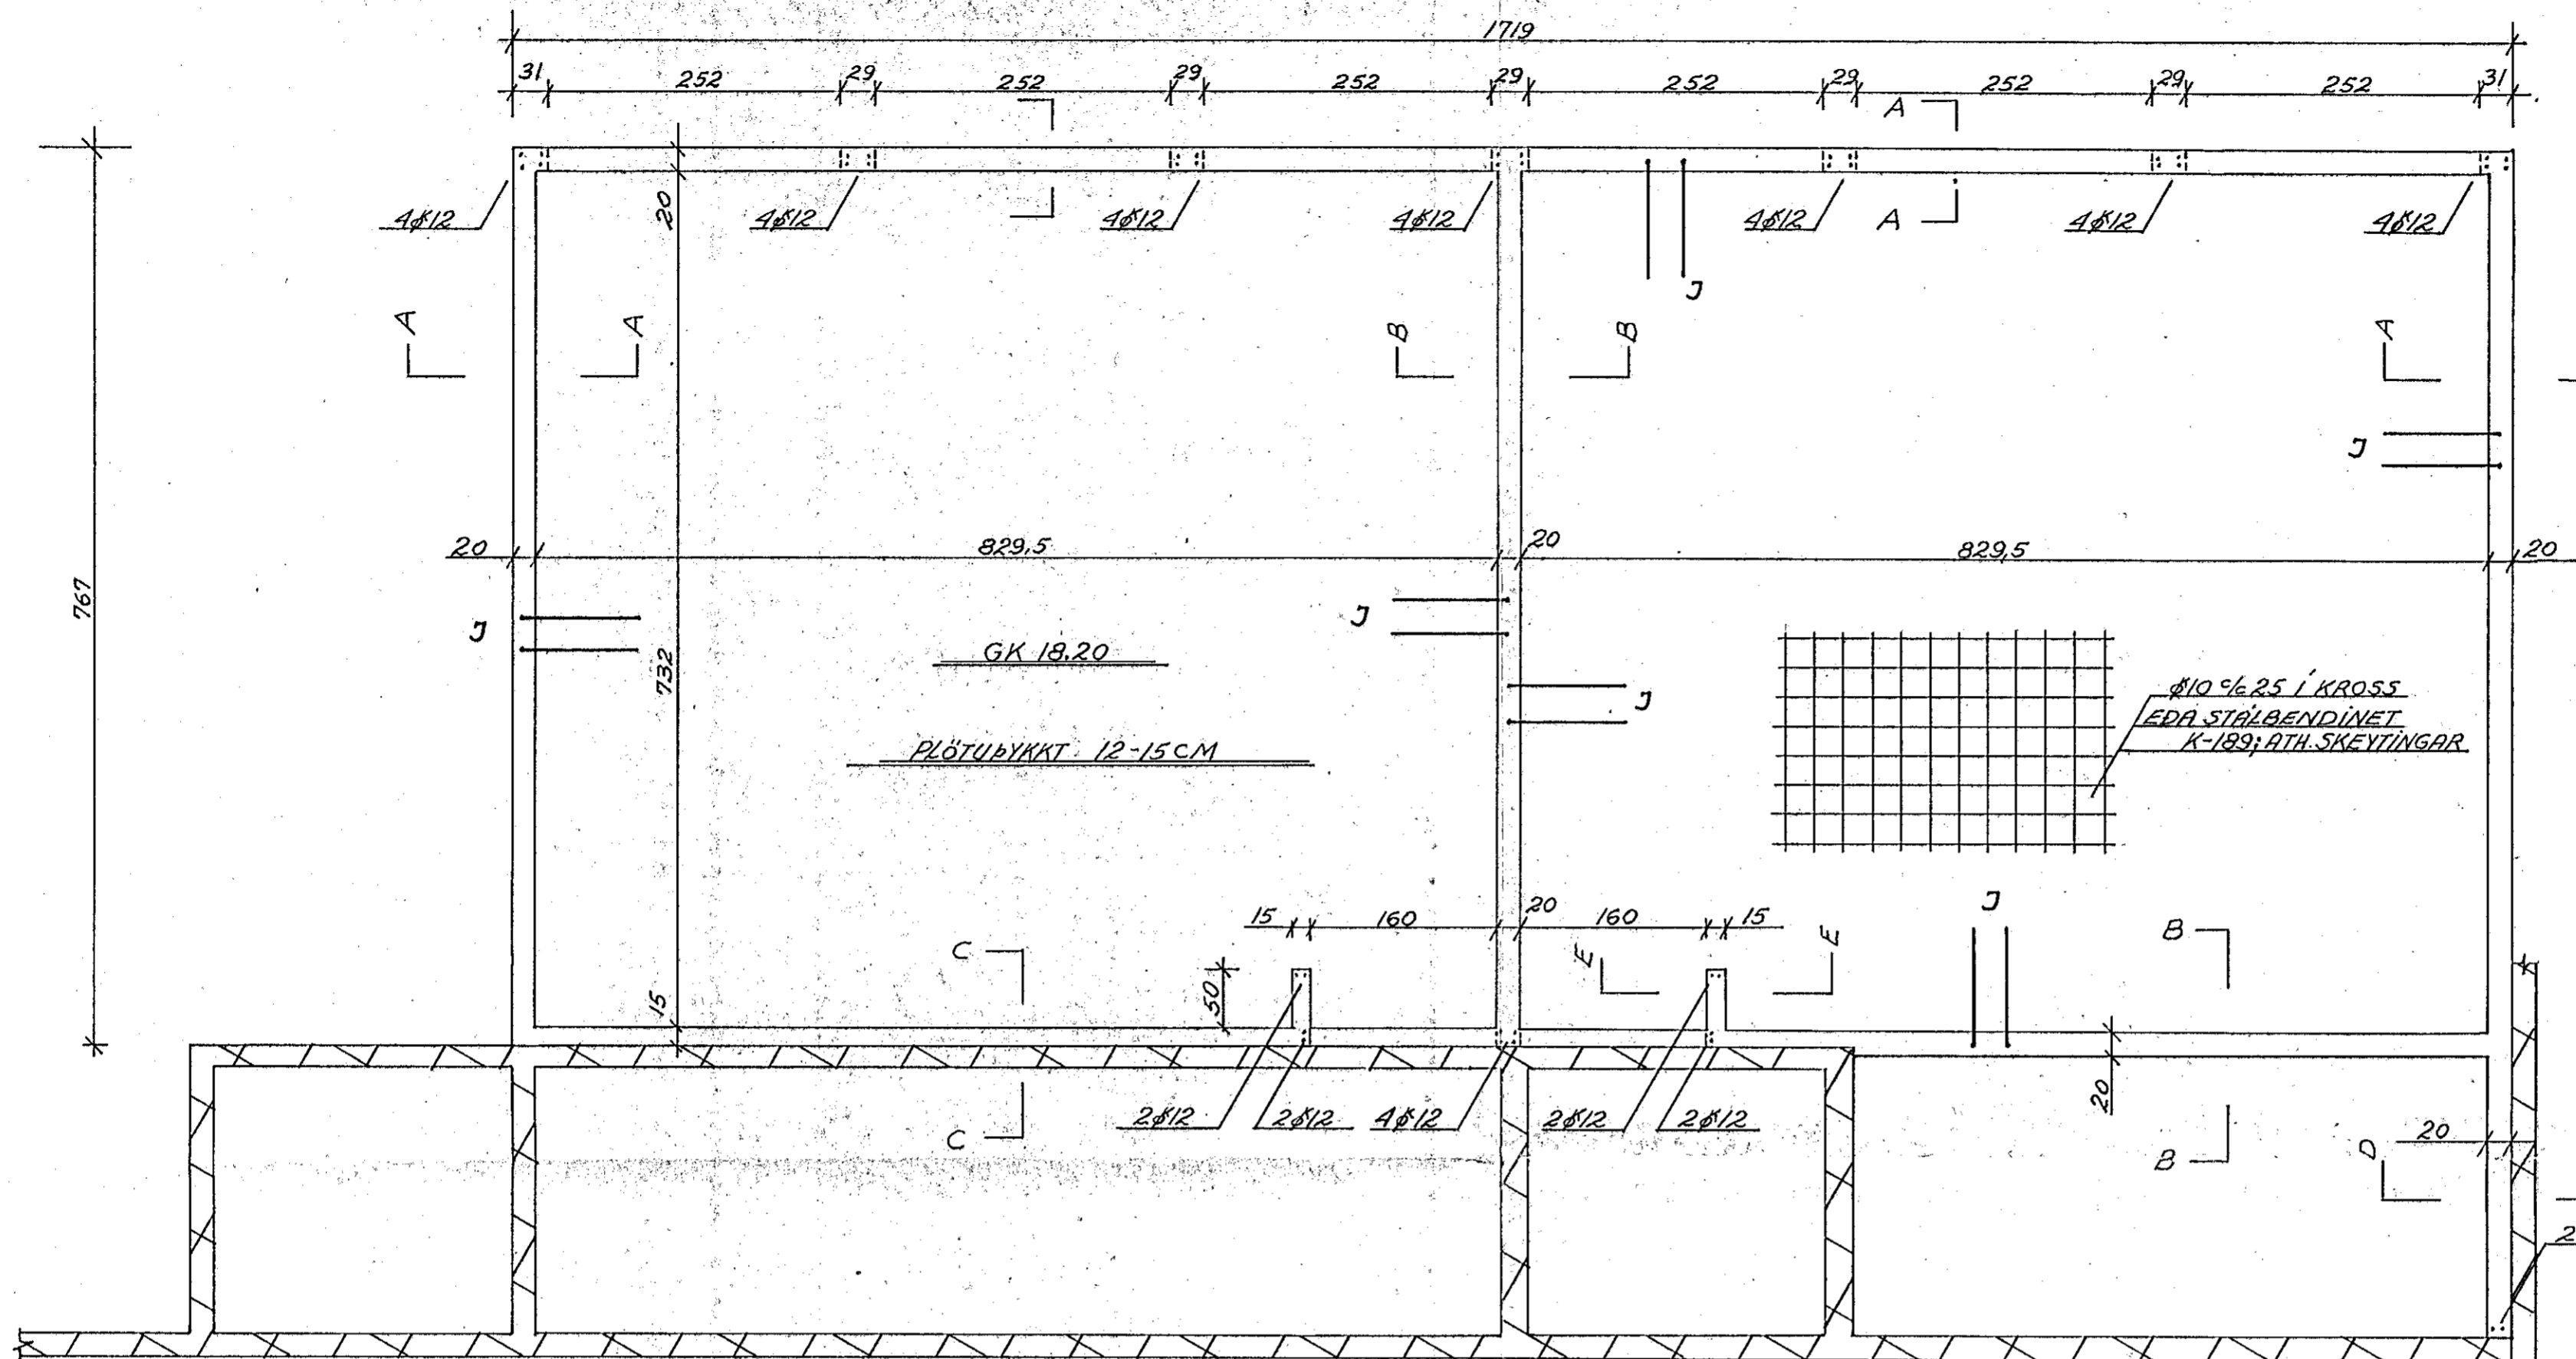 1719
31 252 29 252 29 252 29 252 29 252 29 252 31
A
4ø12 4ø12 4ø12 4ø12 4ø12 4ø12 4ø12
20
A
J
A A B B A
J
20 829,5 20 829,5 20
767
J J
GK 18.20
732
J
ø10 c/c 25 Í KROSS
EÐA STÁLBENDINET
K-189; ATH. SKEYTINGAR
PLÖTUÞYKKT 12-15 CM
15 160 20 160 15
J
C E E B
15 50
20
2ø12 2ø12 4ø12 2ø12 2ø12
C B 20 D
2